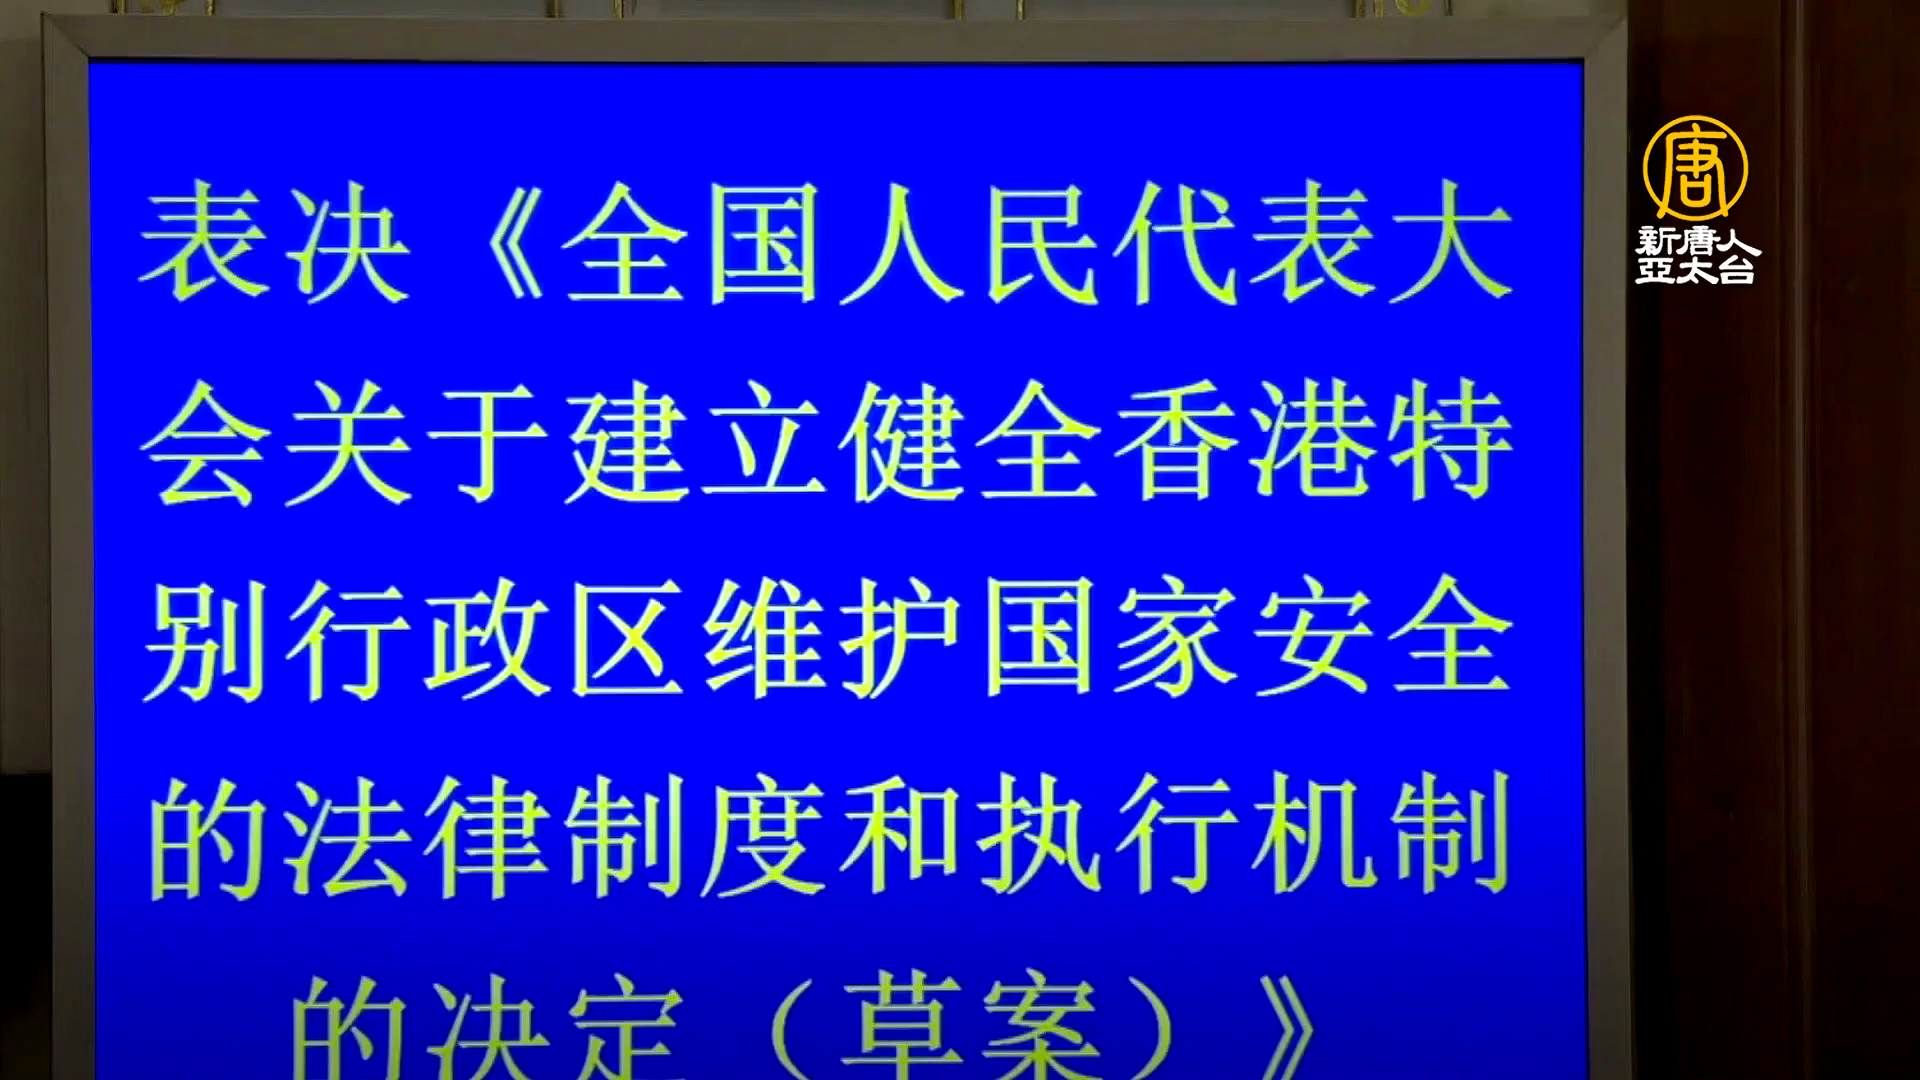 表决《全国人民代表大
会关于建立健全香港特
别行政区维护国家安全
的法律制度和执行机制
的决定（草案）》
唐
新唐人
亞太台